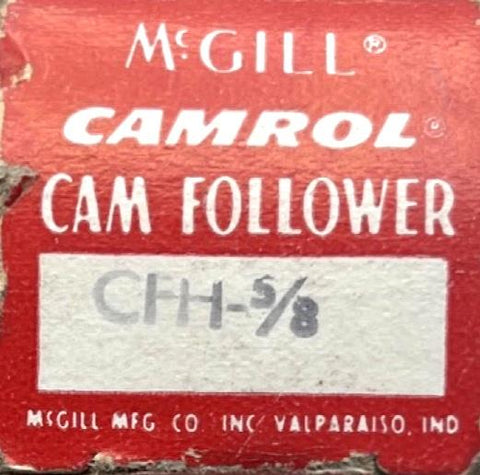 McGILL®
CAMROL®
CAM FOLLOWER
CFH-5/8
McGILL MFG CO INC VALPARAISO, IND